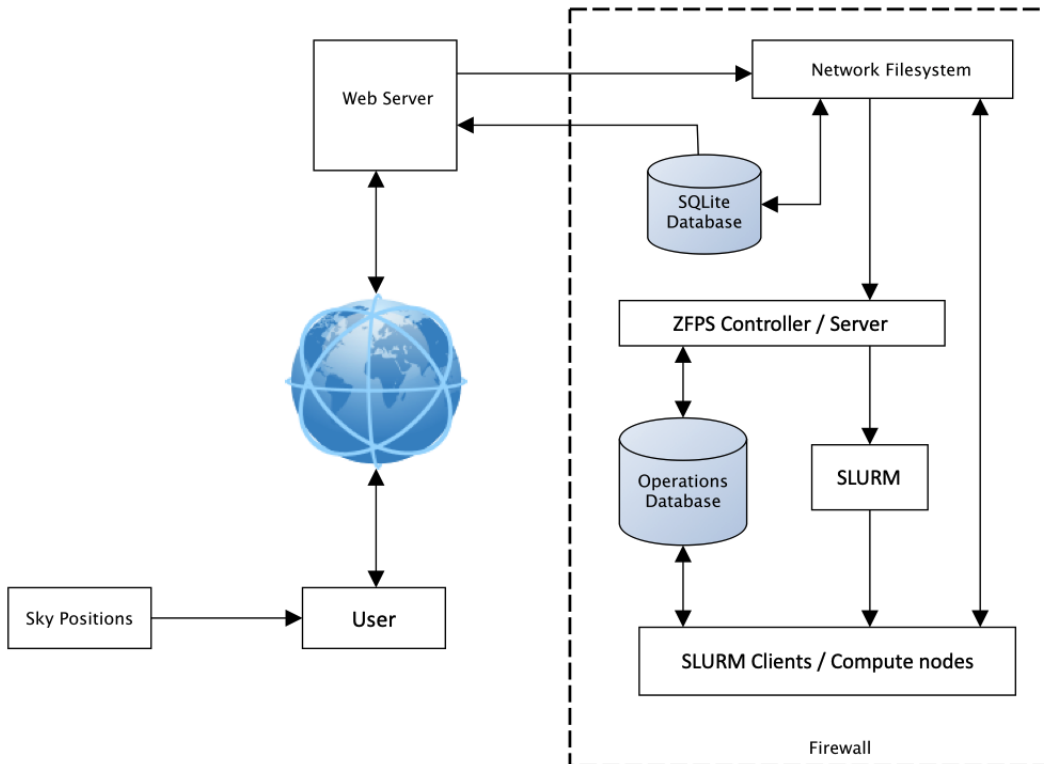 Web Server
Network Filesystem
SQLite
Database
ZFPS Controller / Server
Operations
Database
SLURM
Sky Positions
User
SLURM Clients / Compute nodes
Firewall